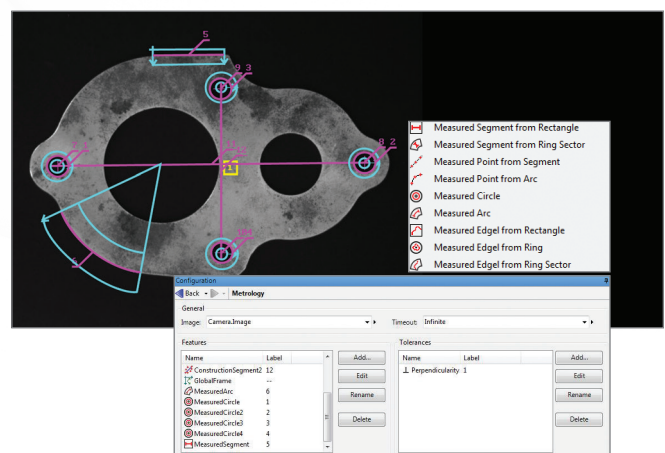 5
9 3
8 2
1
6
Measured Segment from Rectangle
Measured Segment from Ring Sector
Measured Point from Segment
Measured Point from Arc
Measured Circle
Measured Arc
Measured Edgel from Rectangle
Measured Edgel from Ring
Measured Edgel from Ring Sector
Configuration
Back Metrology
General
Image: Camera.Image Timeout: Infinite
Features Tolerances
Name Label Add... Name Label Add...
ConstructionSegment2 12 Perpendicularity 1
GlobalFrame -- Edit Edit
MeasuredArc 6
MeasuredCircle 1 Rename Rename
MeasuredCircle2 2
MeasuredCircle3 3 Delete Delete
MeasuredCircle4 4
MeasuredSegment 5